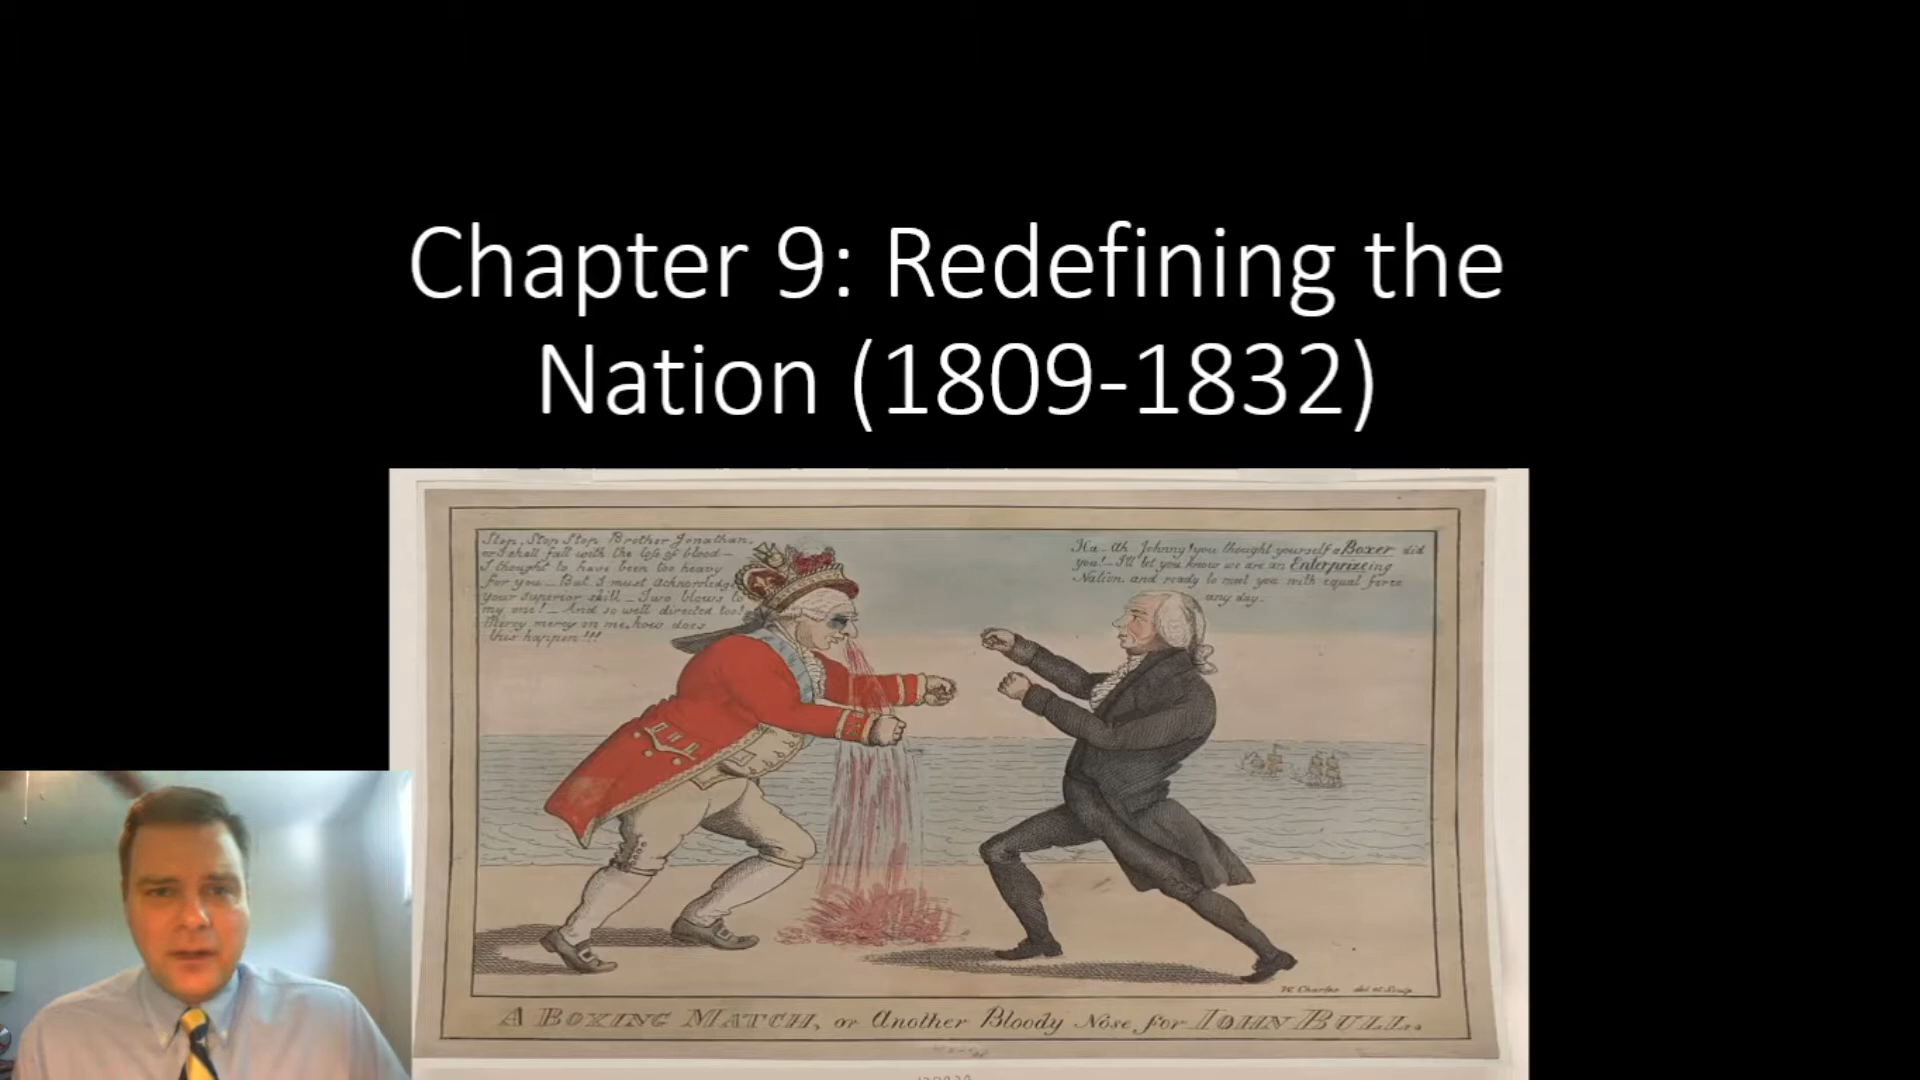 Chapter 9: Redefining the
Nation (1809-1832)
Stop, Stop Stop Brother Jonathan,
or I shall fall with the loss of blood —
I thought to have been too heavy
for you — But I must acknowledge
your superior skill — Two blows to
my one! — And so well directed too!
Mercy mercy on me, how does
this happen!!!
Ha — Ah Johnny! you thought yourself a Boxer did
you! — I'll let you know we are an Enterprizeing
Nation. and ready to meet you with equal force
any day.
W Charles del et Sculp
A BOXING MATCH, or Another Bloody Nose for JOHN BULL.